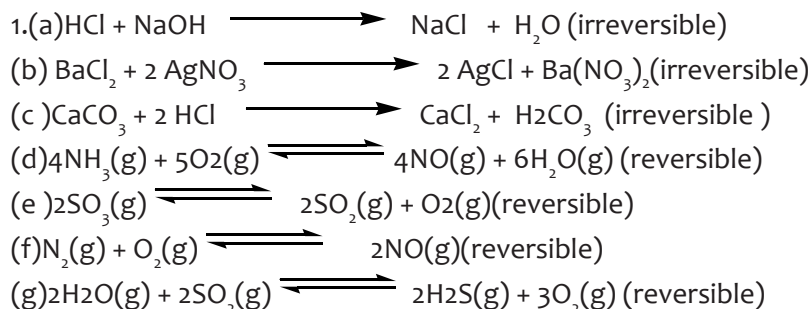 1.(a)HCl + NaOH ⟶ NaCl + H₂O (irreversible)
(b) BaCl₂ + 2 AgNO₃ ⟶ 2 AgCl + Ba(NO₃)₂(irreversible)
(c )CaCO₃ + 2 HCl ⟶ CaCl₂ + H2CO₃ (irreversible )
(d)4NH₃(g) + 5O2(g) ⇌ 4NO(g) + 6H₂O(g) (reversible)
(e )2SO₃(g) ⇌ 2SO₂(g) + O2(g)(reversible)
(f)N₂(g) + O₂(g) ⇌ 2NO(g)(reversible)
(g)2H2O(g) + 2SO₂(g) ⇌ 2H2S(g) + 3O₂(g) (reversible)